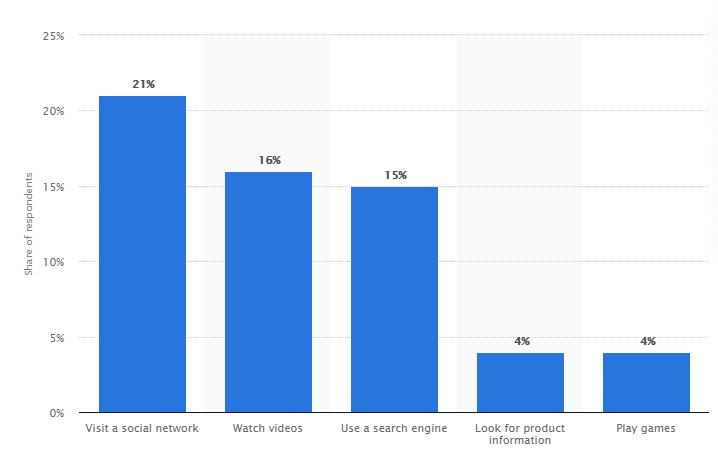 25%
21%
20%
16%
15%
15%
Share of respondents
10%
5%
4%
4%
0%
Visit a social network
Watch videos
Use a search engine
Look for product
information
Play games